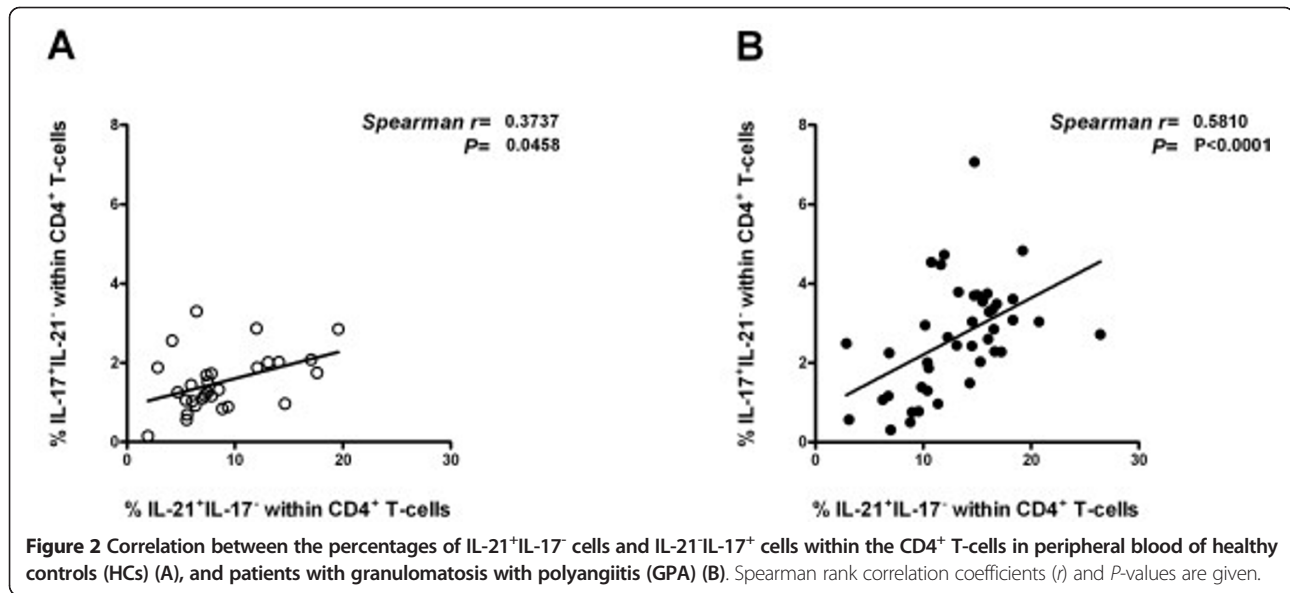 A
B
Spearman r= 0.3737
P= 0.0458
% IL-17⁺IL-21⁻ within CD4⁺ T-cells
8
6
4
2
0
0 10 20 30
% IL-21⁺IL-17⁻ within CD4⁺ T-cells
Spearman r= 0.5810
P= P<0.0001
% IL-17⁺IL-21⁻ within CD4⁺ T-cells
8
6
4
2
0
0 10 20 30
% IL-21⁺IL-17⁻ within CD4⁺ T-cells
Figure 2 Correlation between the percentages of IL-21⁺IL-17⁻ cells and IL-21⁻IL-17⁺ cells within the CD4⁺ T-cells in peripheral blood of healthy
controls (HCs) (A), and patients with granulomatosis with polyangiitis (GPA) (B). Spearman rank correlation coefficients (r) and P-values are given.